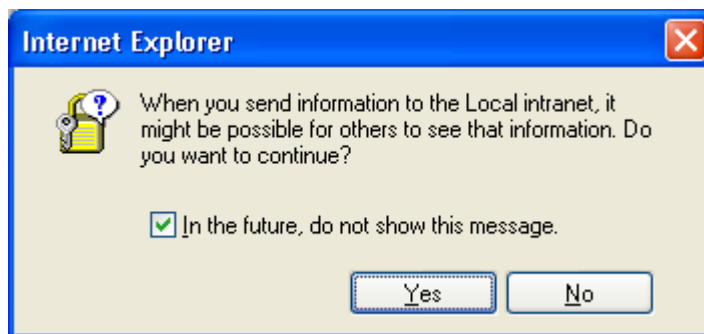 Internet Explorer
When you send information to the Local intranet, it
might be possible for others to see that information. Do
you want to continue?
In the future, do not show this message.
Yes No